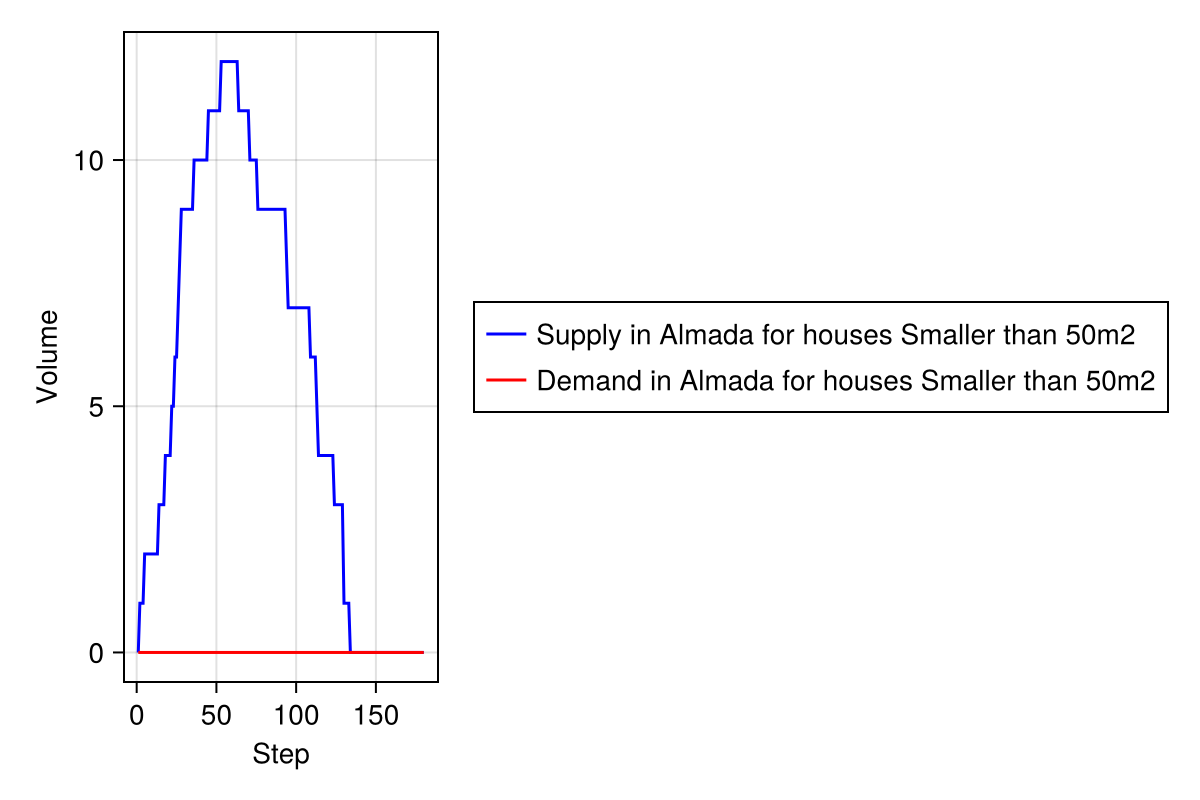 10
5
0
Volume
0 50 100 150
Step
Supply in Almada for houses Smaller than 50m2
Demand in Almada for houses Smaller than 50m2